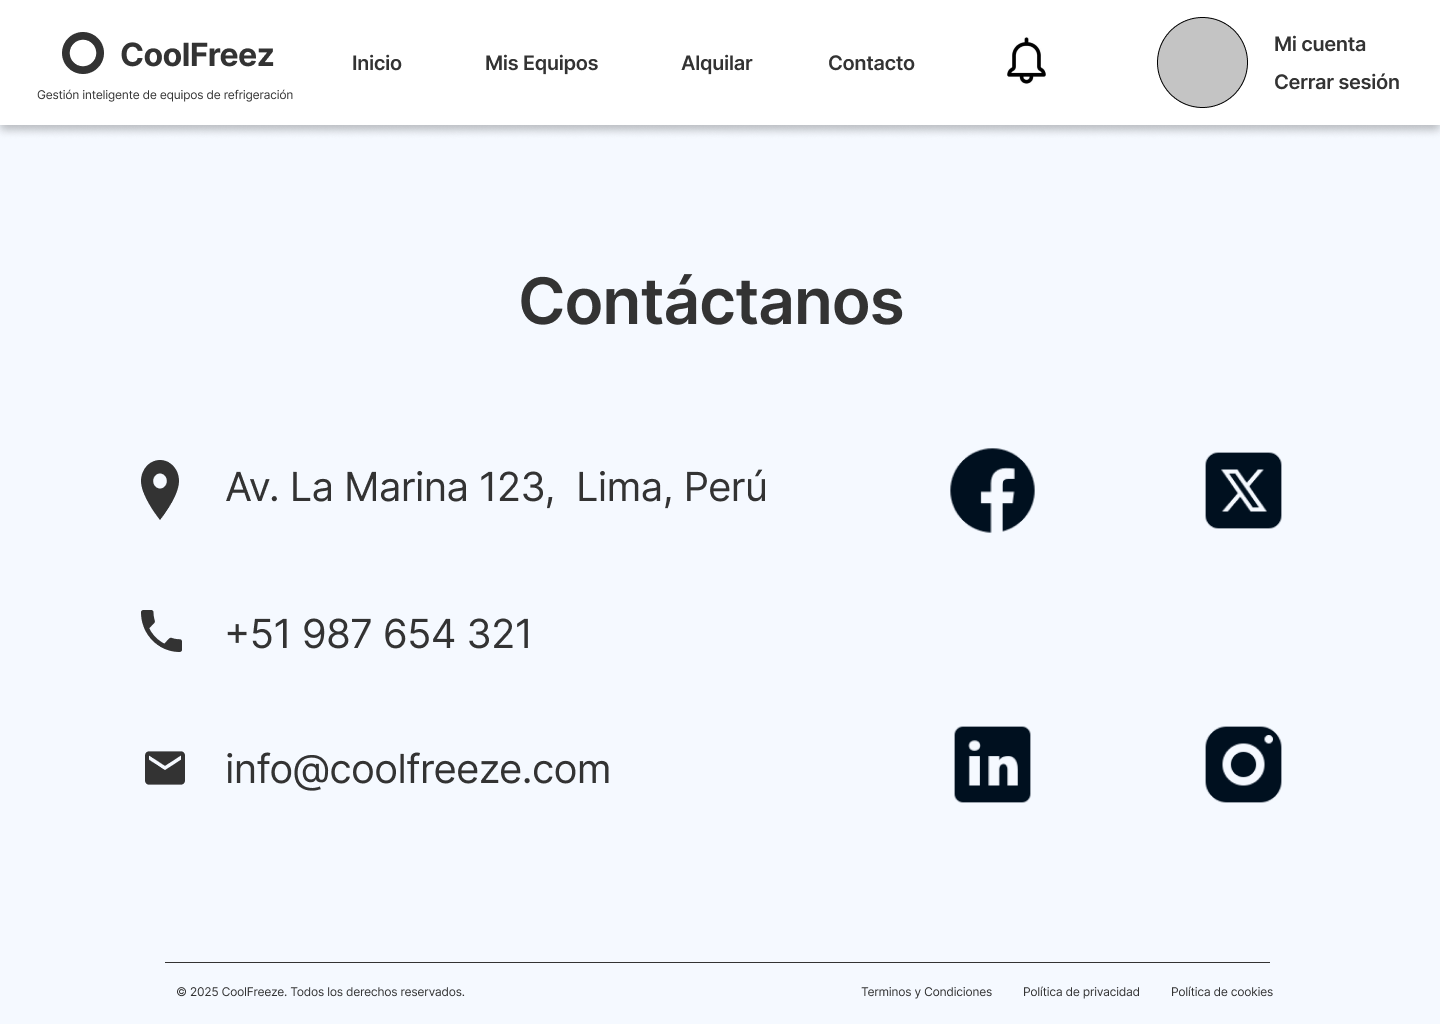 CoolFreez
Gestión inteligente de equipos de refrigeración
Inicio
Mis Equipos
Alquilar
Contacto
Mi cuenta
Cerrar sesión
Contáctanos
Av. La Marina 123,  Lima, Perú
+51 987 654 321
info@coolfreeze.com
© 2025 CoolFreeze. Todos los derechos reservados.
Terminos y Condiciones
Política de privacidad
Política de cookies